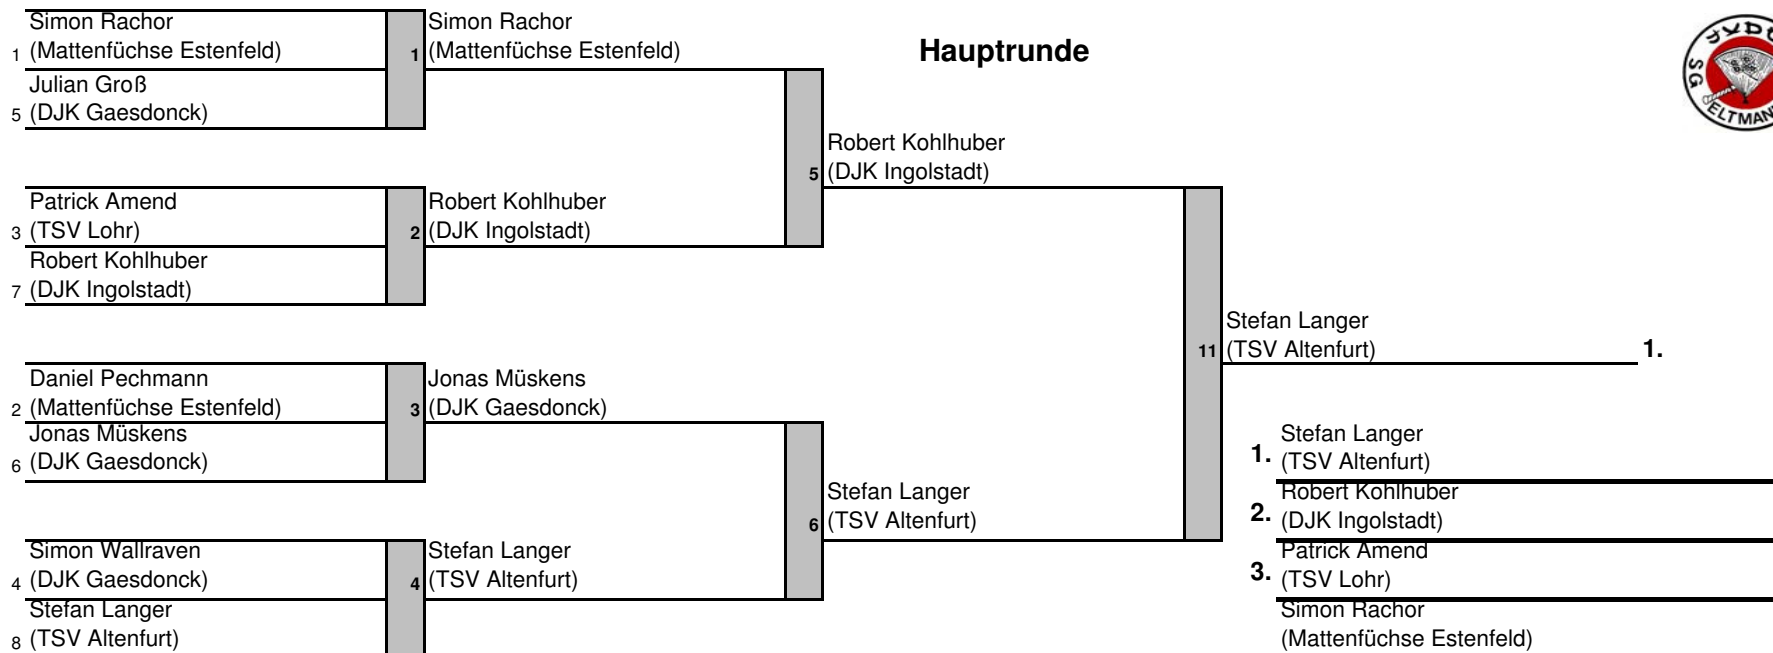 Hauptrunde
JUDO
SG
ELTMANN
Simon Rachor
1 (Mattenfüchse Estenfeld)
Julian Groß
5 (DJK Gaesdonck)
1
Simon Rachor
(Mattenfüchse Estenfeld)
Patrick Amend
3 (TSV Lohr)
Robert Kohlhuber
7 (DJK Ingolstadt)
2
Robert Kohlhuber
(DJK Ingolstadt)
Daniel Pechmann
2 (Mattenfüchse Estenfeld)
Jonas Müskens
6 (DJK Gaesdonck)
3
Jonas Müskens
(DJK Gaesdonck)
Simon Wallraven
4 (DJK Gaesdonck)
Stefan Langer
8 (TSV Altenfurt)
4
Stefan Langer
(TSV Altenfurt)
5
Robert Kohlhuber
(DJK Ingolstadt)
6
Stefan Langer
(TSV Altenfurt)
11
Stefan Langer
(TSV Altenfurt) 1.
Stefan Langer
1. (TSV Altenfurt)
Robert Kohlhuber
2. (DJK Ingolstadt)
Patrick Amend
3. (TSV Lohr)
Simon Rachor
(Mattenfüchse Estenfeld)